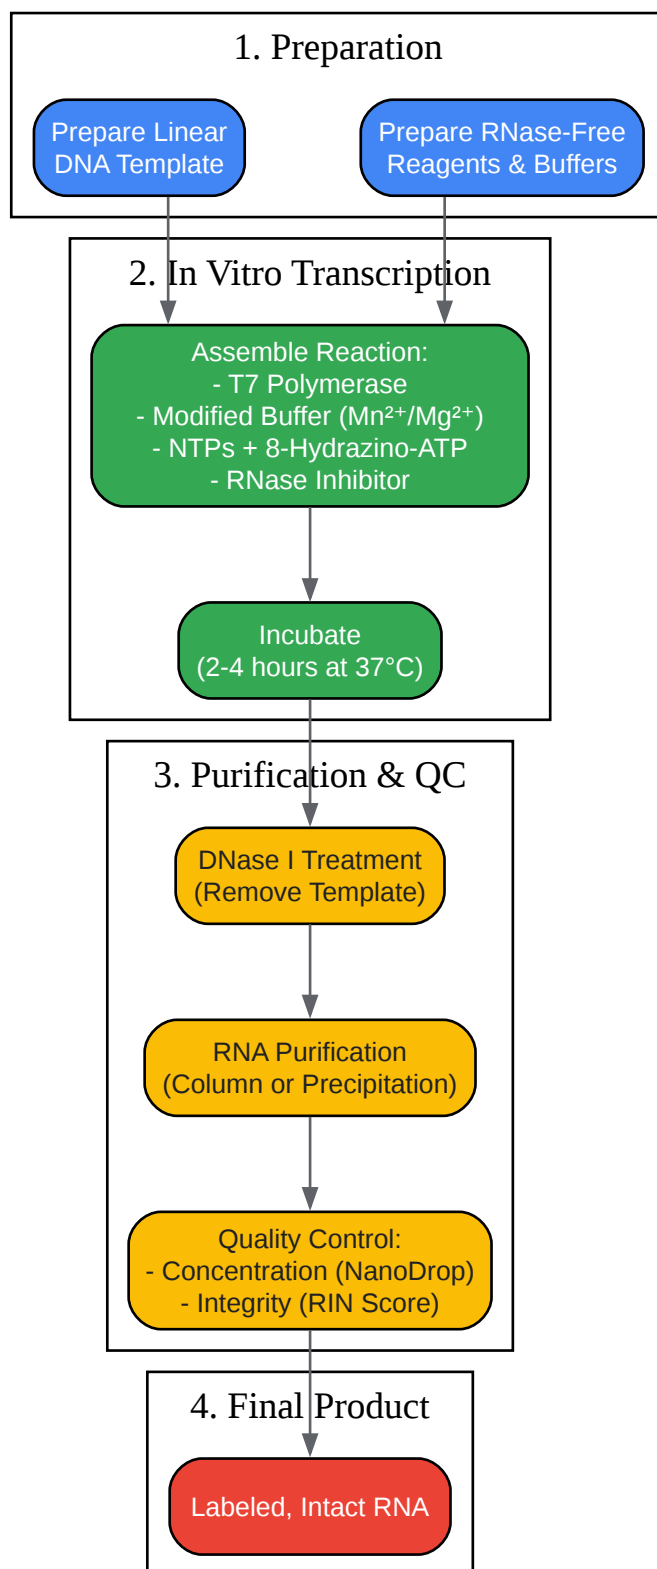 1. Preparation
Prepare Linear
DNA Template
Prepare RNase-Free
Reagents & Buffers
2. In Vitro Transcription
Assemble Reaction:
- T7 Polymerase
- Modified Buffer (Mn²⁺/Mg²⁺)
- NTPs + 8-Hydrazino-ATP
- RNase Inhibitor
Incubate
(2-4 hours at 37°C)
3. Purification & QC
DNase I Treatment
(Remove Template)
RNA Purification
(Column or Precipitation)
Quality Control:
- Concentration (NanoDrop)
- Integrity (RIN Score)
4. Final Product
Labeled, Intact RNA